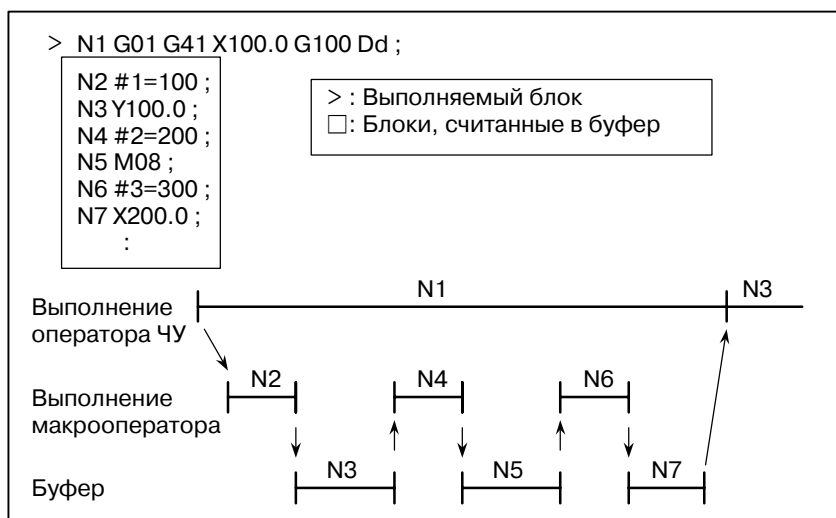 > N1 G01 G41 X100.0 G100 Dd ;
N2 #1=100 ;
N3 Y100.0 ;
N4 #2=200 ;
N5 M08 ;
N6 #3=300 ;
N7 X200.0 ;
:
> : Выполняемый блок
□: Блоки, считанные в буфер
N1
N3
Выполнение
оператора ЧУ
N2
N4
N6
Выполнение
макрооператора
N3
N5
N7
Буфер